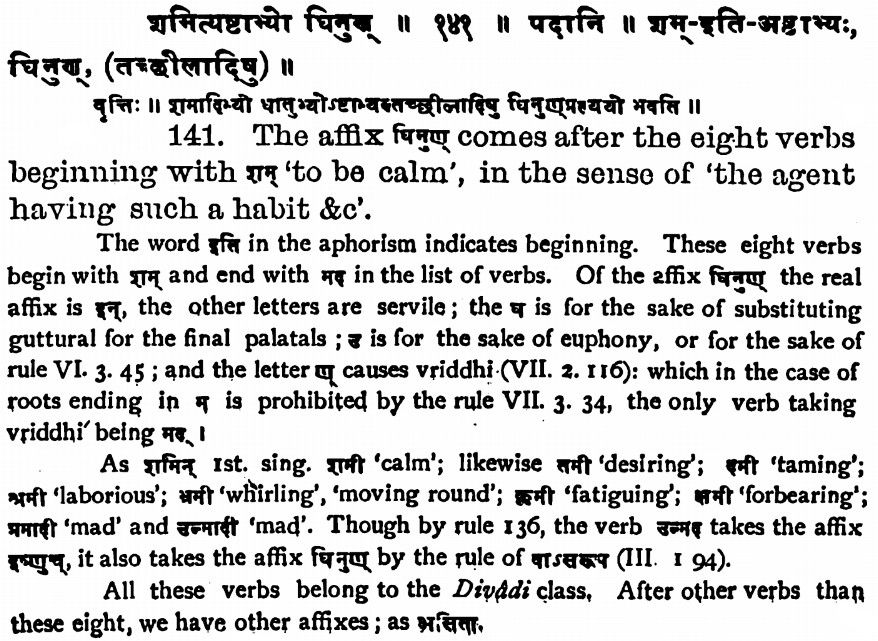 शमित्यष्टाभ्यो घिनुण् ॥ १४१ ॥ पदानि ॥ शम्-इति-अष्टाभ्यः,
घिनुण्, (तच्छीलादिषु) ॥
वृत्तिः ॥ शमादिभ्यो धातुभ्योऽष्टाभ्यस्तच्छीलादिषु घिनुण्प्रत्ययो भवति ॥
141. The affix घिनुण् comes after the eight verbs
beginning with शम् 'to be calm', in the sense of 'the agent
having such a habit &c'.
The word इति in the aphorism indicates beginning. These eight verbs
begin with शम् and end with मद् in the list of verbs. Of the affix घिनुण् the real
affix is इन्, the other letters are servile; the घ is for the sake of substituting
guttural for the final palatals; उ is for the sake of euphony, or for the sake of
rule VI. 3. 45; and the letter ण् causes vriddhi (VII. 2. 116): which in the case of
roots ending in म is prohibited by the rule VII. 3. 34, the only verb taking
vriddhi being मद् ।
As शमिन् 1st. sing. शमी 'calm'; likewise तमी 'desiring'; दमी 'taming';
श्रमी 'laborious'; भ्रमी 'whirling', 'moving round'; क्लमी 'fatiguing'; क्षमी 'forbearing';
प्रमादी 'mad' and उन्मादी 'mad'. Though by rule 136, the verb उन्मद takes the affix
इष्णुच्, it also takes the affix घिनुण् by the rule of वाऽसरूप (III. 1 94).
All these verbs belong to the Divâdi class. After other verbs than
these eight, we have other affixes; as असिता.